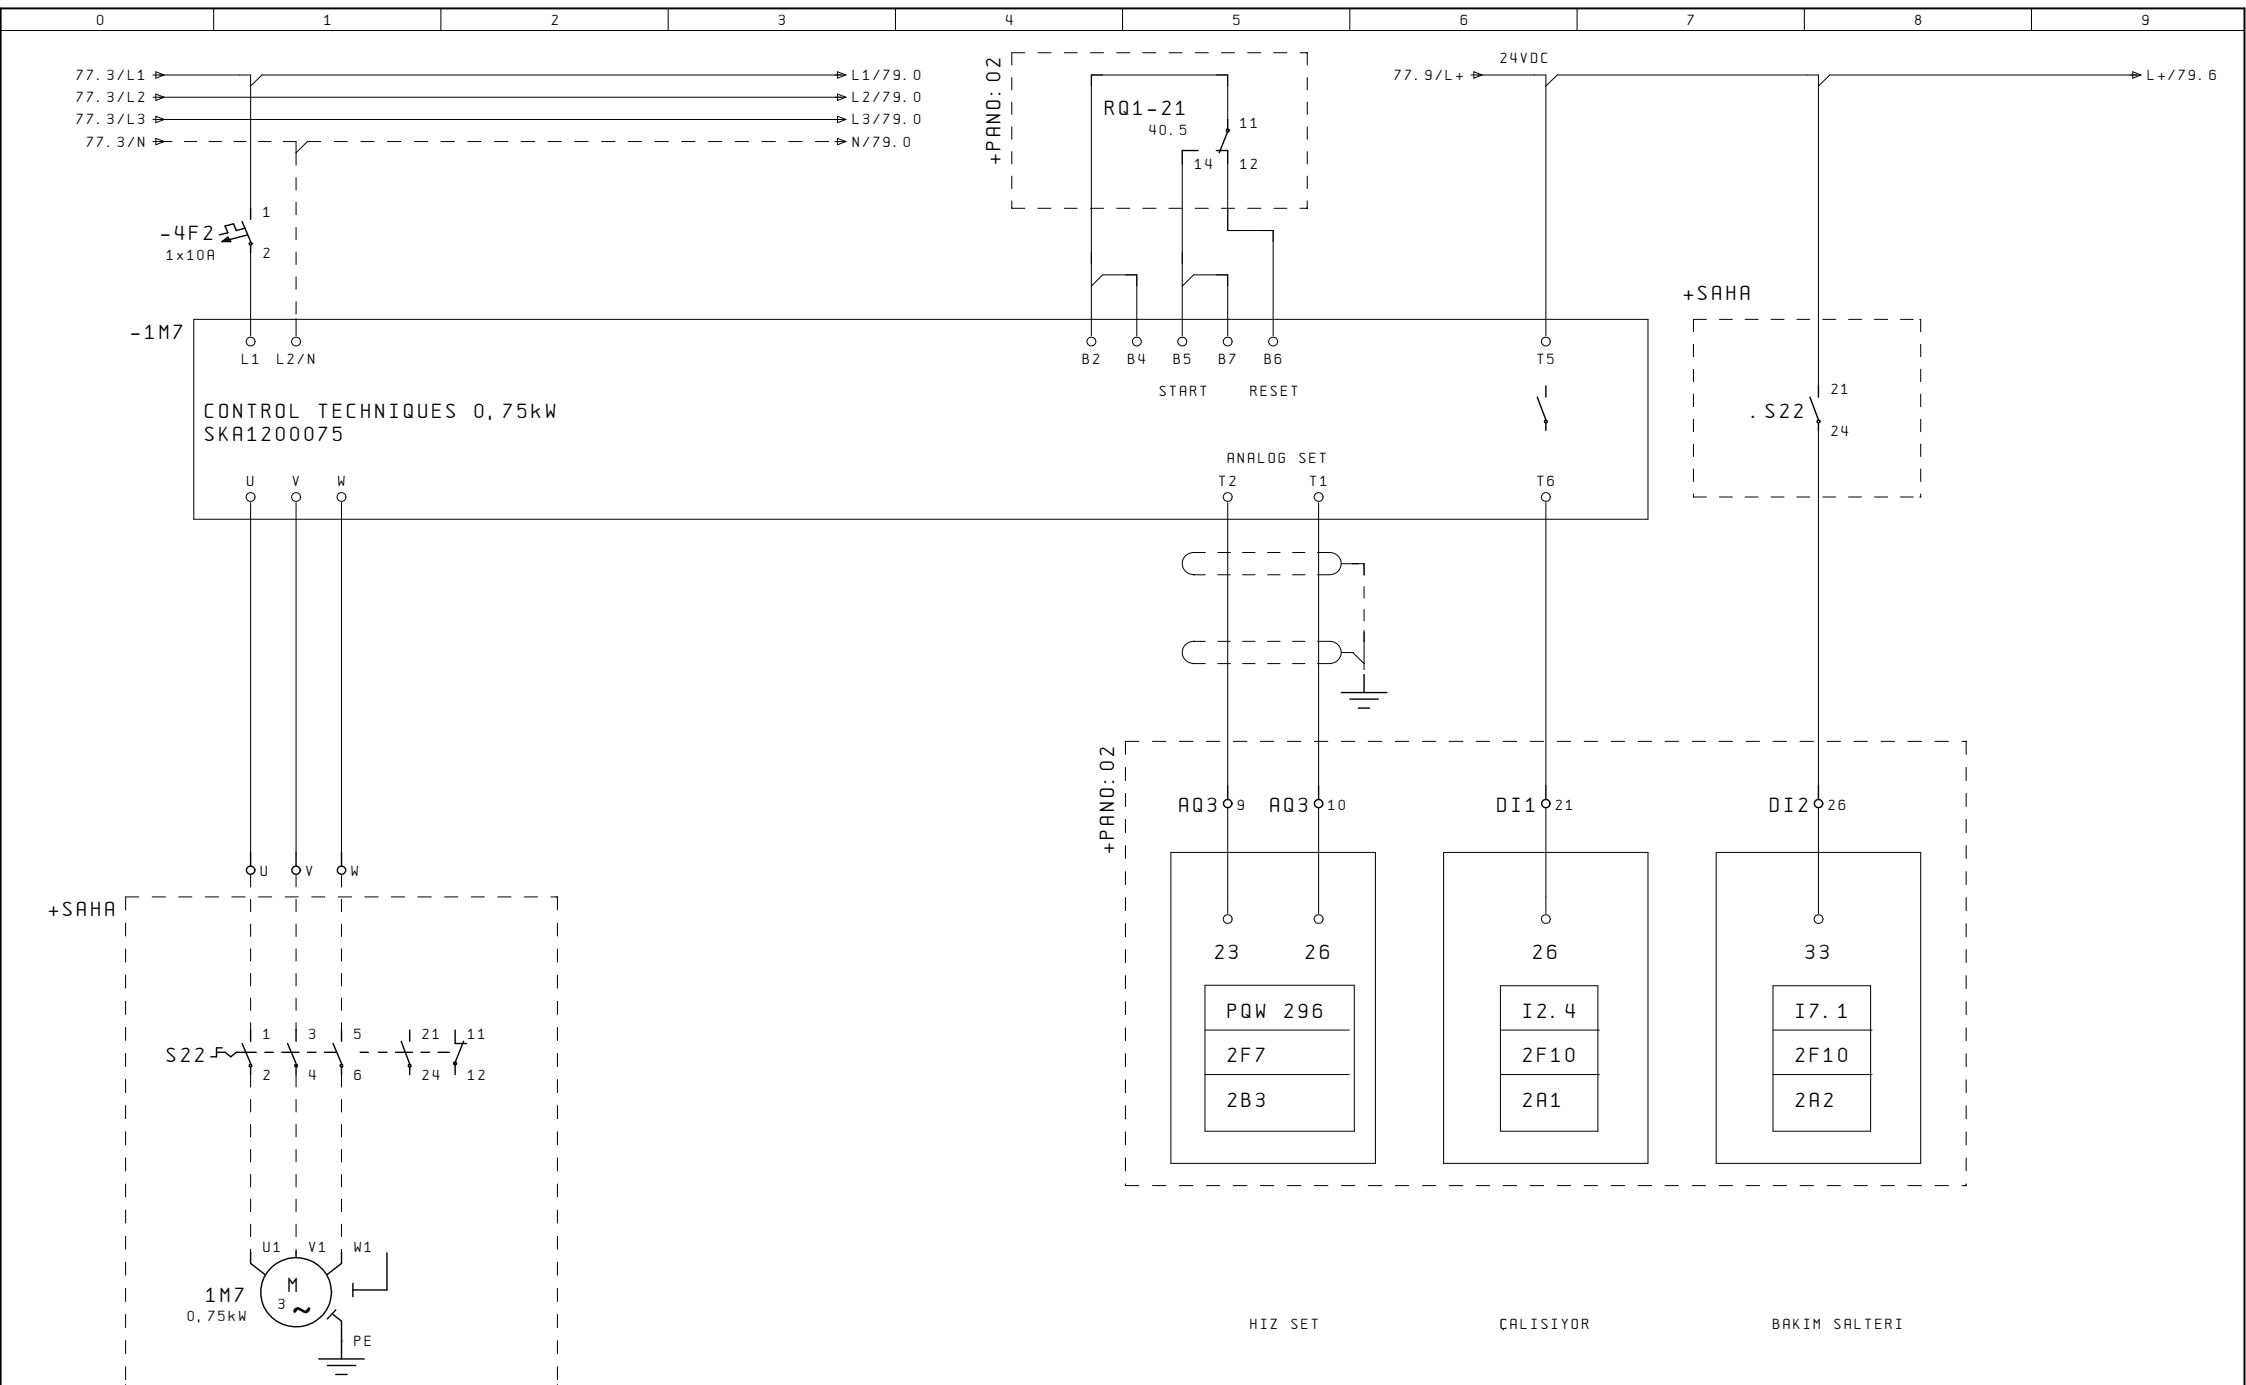 0 1 2 3 4 5 6 7 8 9
24VDC
77.3/L1 L1/79.0 77.9/L+ L+/79.6
77.3/L2 L2/79.0
77.3/L3 L3/79.0
77.3/N N/79.0
+PANO:02
RQ1-21
40.5
11
14 12
-4F2
1x10A
1
2
+SAHA
-1M7
L1 L2/N B2 B4 B5 B7 B6 T5
START RESET
CONTROL TECHNIQUES 0,75kW
SKA1200075
.S22
21
24
ANALOG SET
U V W T2 T1 T6
+PANO:02
AQ3 9 AQ3 10 DI1 21 DI2 26
U V W
+SAHA
23 26 26 33
PQW 296 I2.4 I7.1
2F7 2F10 2F10
2B3 2A1 2A2
S22
1 3 5 21 11
2 4 6 24 12
U1 V1 W1
M
3 ~
1M7
0,75kW
PE
HIZ SET ÇALISIYOR BAKIM SALTERI